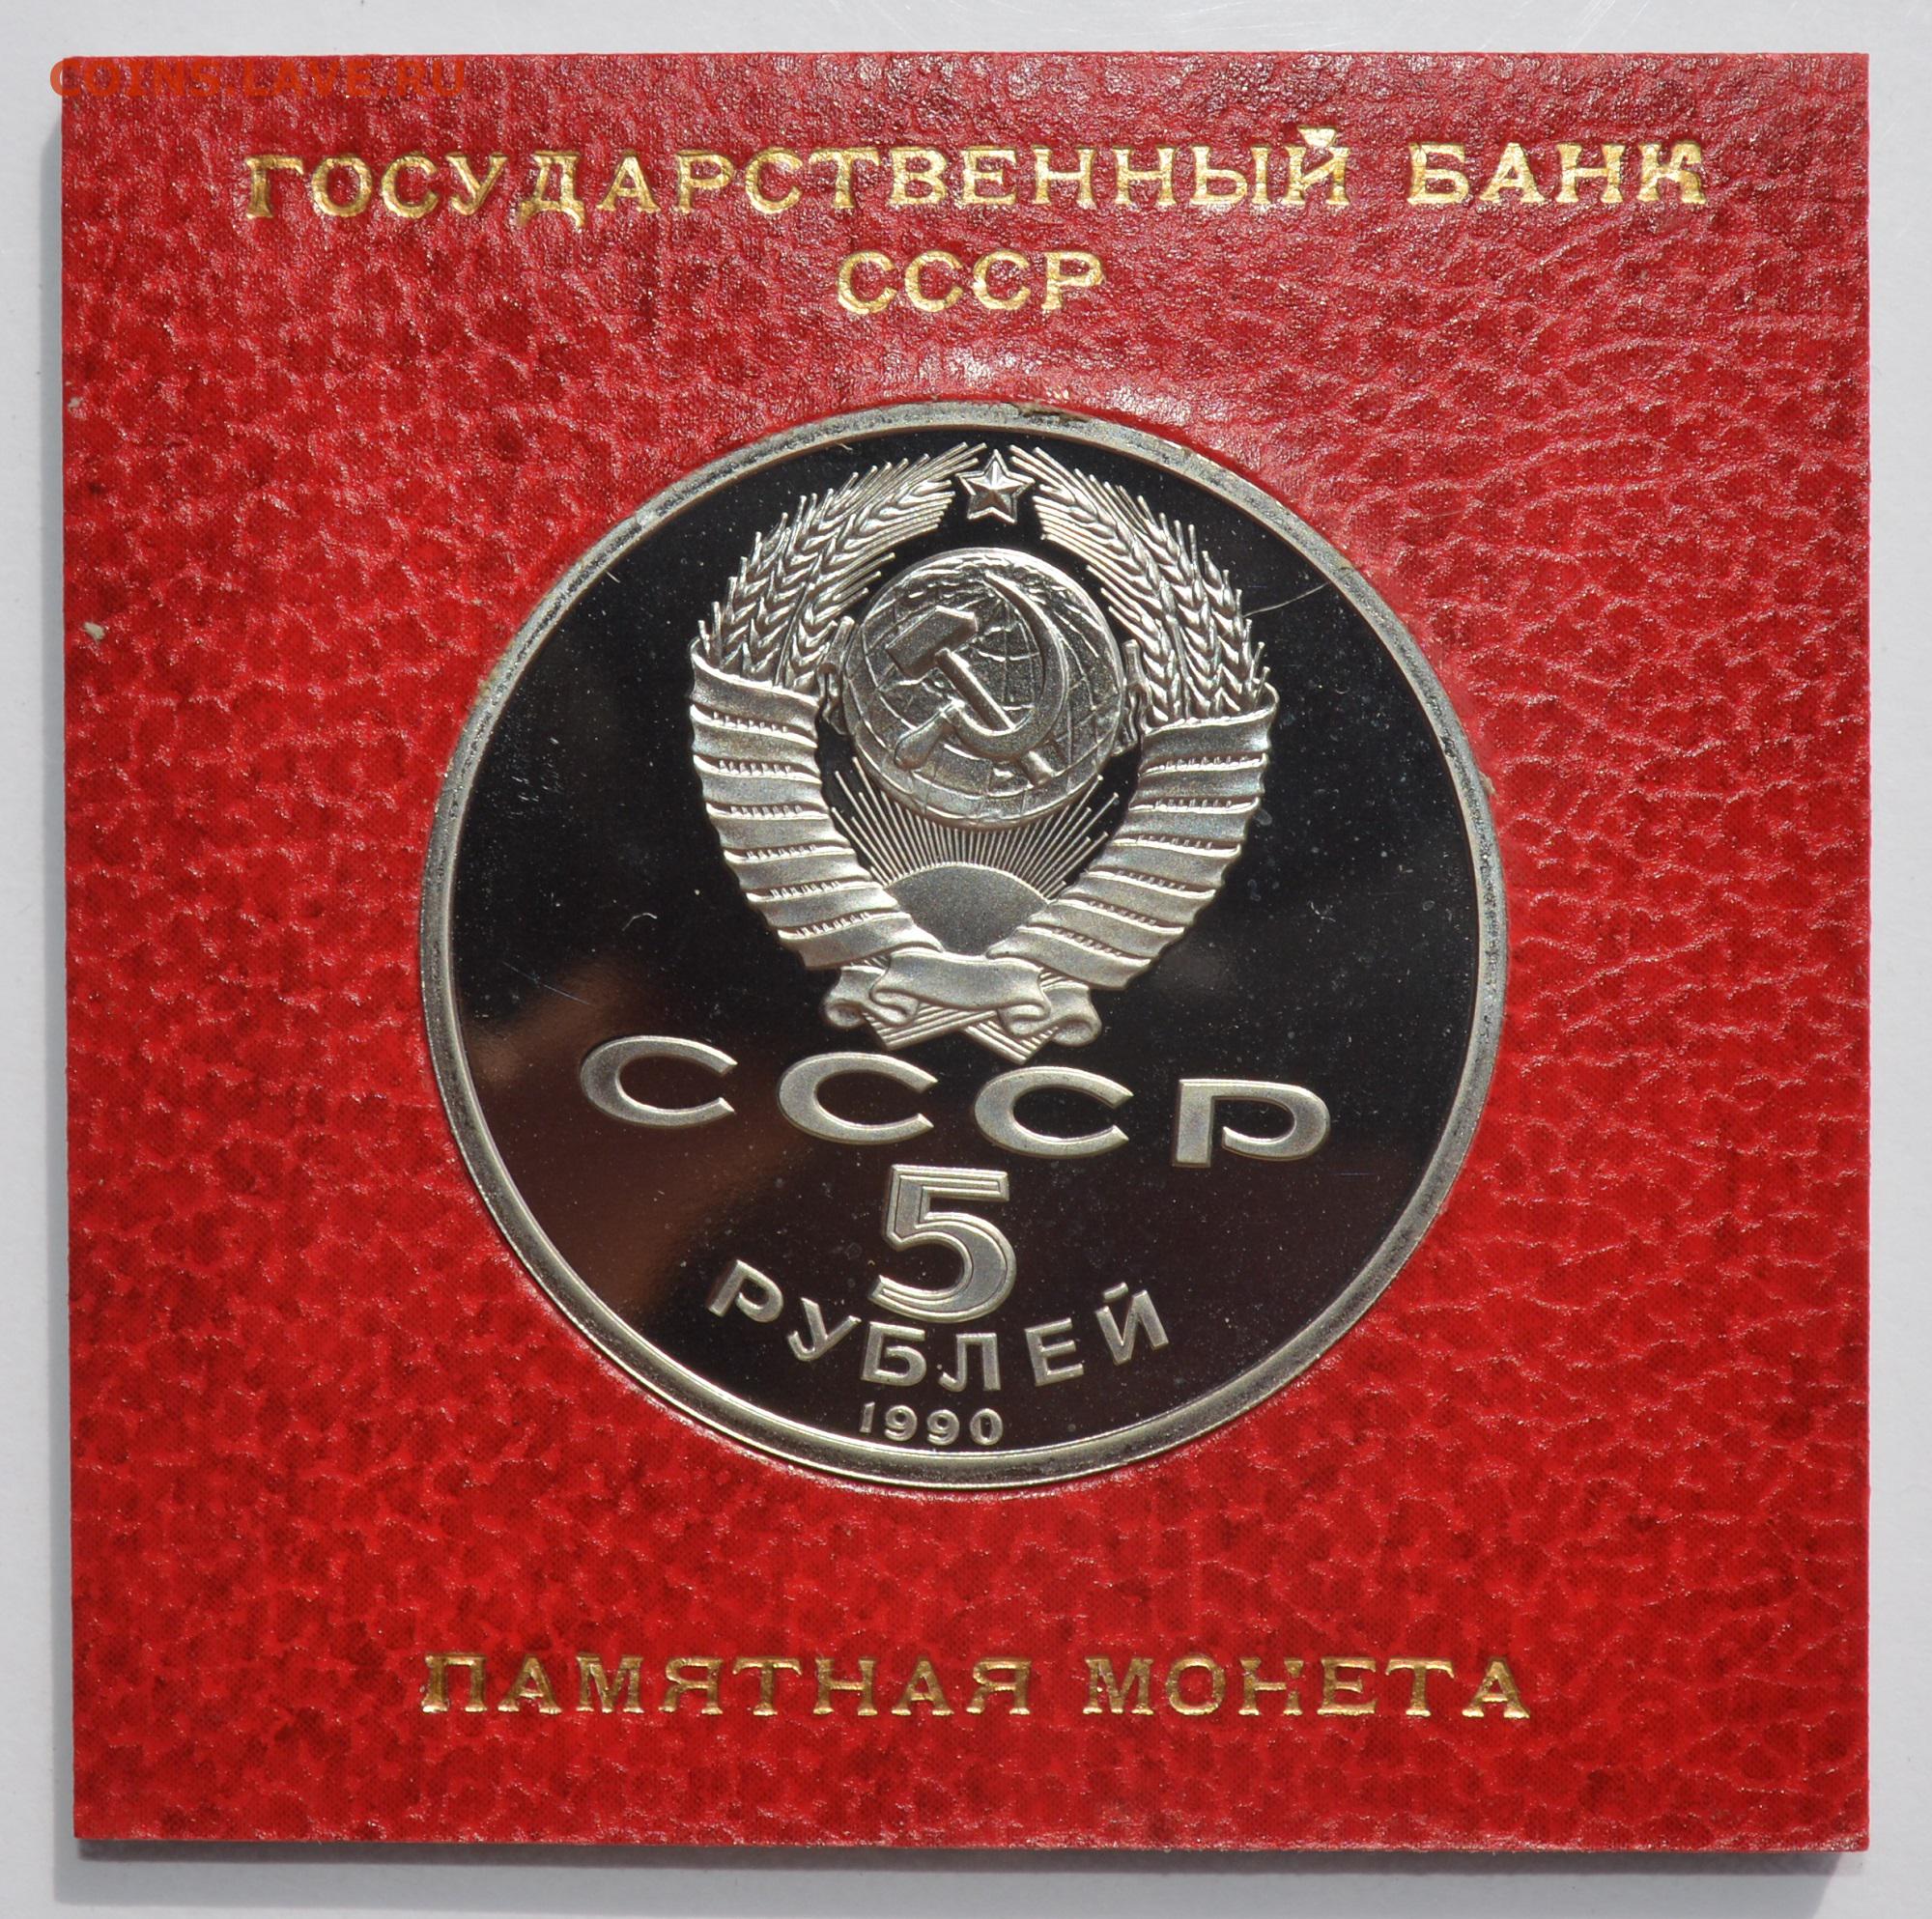 COINS.LAVE.RU
ГОСУДАРСТВЕННЫЙ БАНК
СССР
СССР
5
РУБЛЕЙ
1990
ПАМЯТНАЯ МОНЕТА